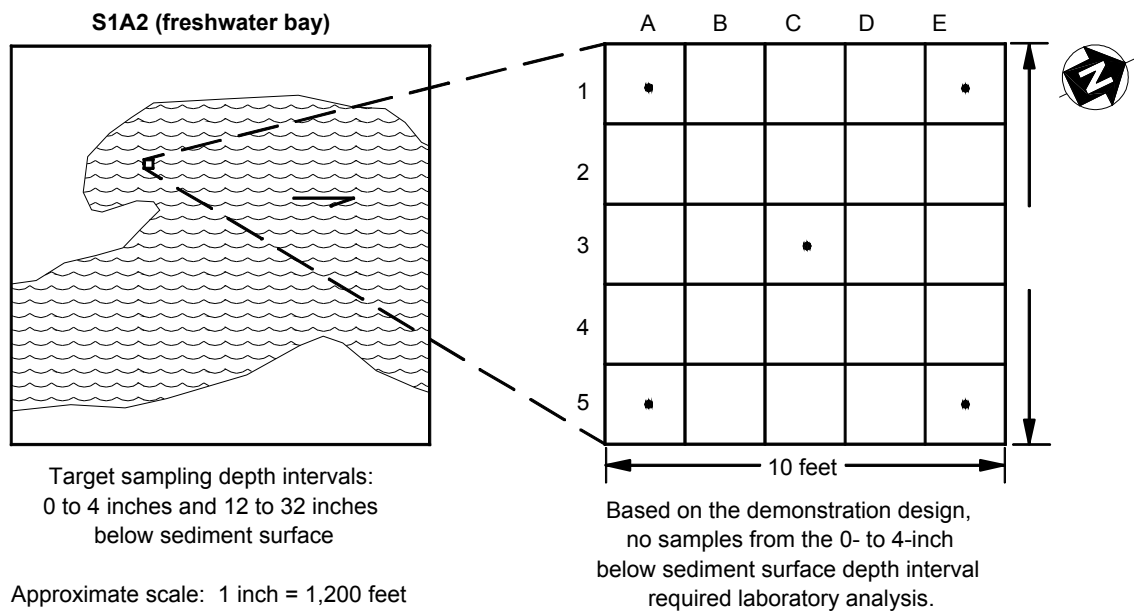 S1A2 (freshwater bay)
A B C D E
1
2
3
4
5
N
10 feet
Target sampling depth intervals:
0 to 4 inches and 12 to 32 inches
below sediment surface
Approximate scale: 1 inch = 1,200 feet
Based on the demonstration design,
no samples from the 0- to 4-inch
below sediment surface depth interval
required laboratory analysis.